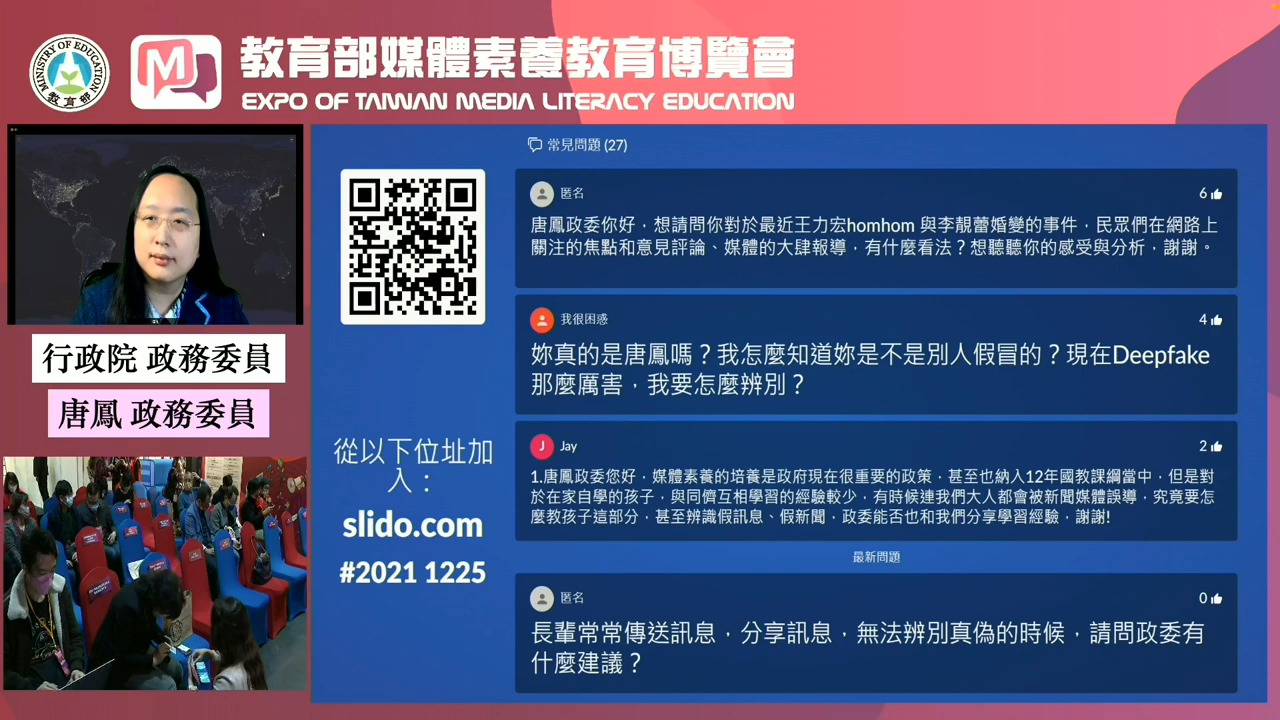 MINISTRY OF EDUCATION
教育部
M
教育部媒體素養教育博覽會
EXPO OF TAIWAN MEDIA LITERACY EDUCATION
行政院 政務委員
唐鳳 政務委員
從以下位址加
入：
slido.com
#2021 1225
常見問題 (27)
匿名
6
唐鳳政委你好，想請問你對於最近王力宏homhom 與李靚蕾婚變的事件，民眾們在網路上
關注的焦點和意見評論、媒體的大肆報導，有什麼看法？想聽聽你的感受與分析，謝謝。
我很困惑
4
妳真的是唐鳳嗎？我怎麼知道妳是不是別人假冒的？現在Deepfake
那麼厲害，我要怎麼辨別？
J
Jay
2
1.唐鳳政委您好，媒體素養的培養是政府現在很重要的政策，甚至也納入12年國教課綱當中，但是對
於在家自學的孩子，與同儕互相學習的經驗較少，有時候連我們大人都會被新聞媒體誤導，究竟要怎
麼教孩子這部分，甚至辨識假訊息、假新聞，政委能否也和我們分享學習經驗，謝謝!
最新問題
匿名
0
長輩常常傳送訊息，分享訊息，無法辨別真偽的時候，請問政委有
什麼建議？